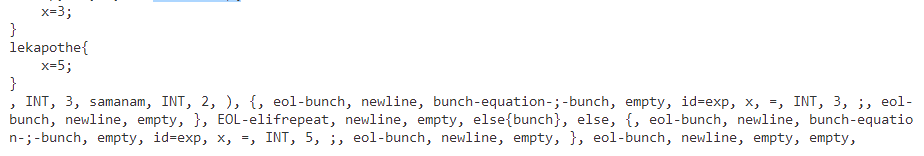 x=3;
}
lekapothe{
x=5;
}
, INT, 3, samanam, INT, 2, ), {, eol-bunch, newline, bunch-equation-;-bunch, empty, id=exp, x, =, INT, 3, ;, eol-
bunch, newline, empty, }, EOL-elifrepeat, newline, empty, else{bunch}, else, {, eol-bunch, newline, bunch-equatio
n-;-bunch, empty, id=exp, x, =, INT, 5, ;, eol-bunch, newline, empty, }, eol-bunch, newline, empty, empty,